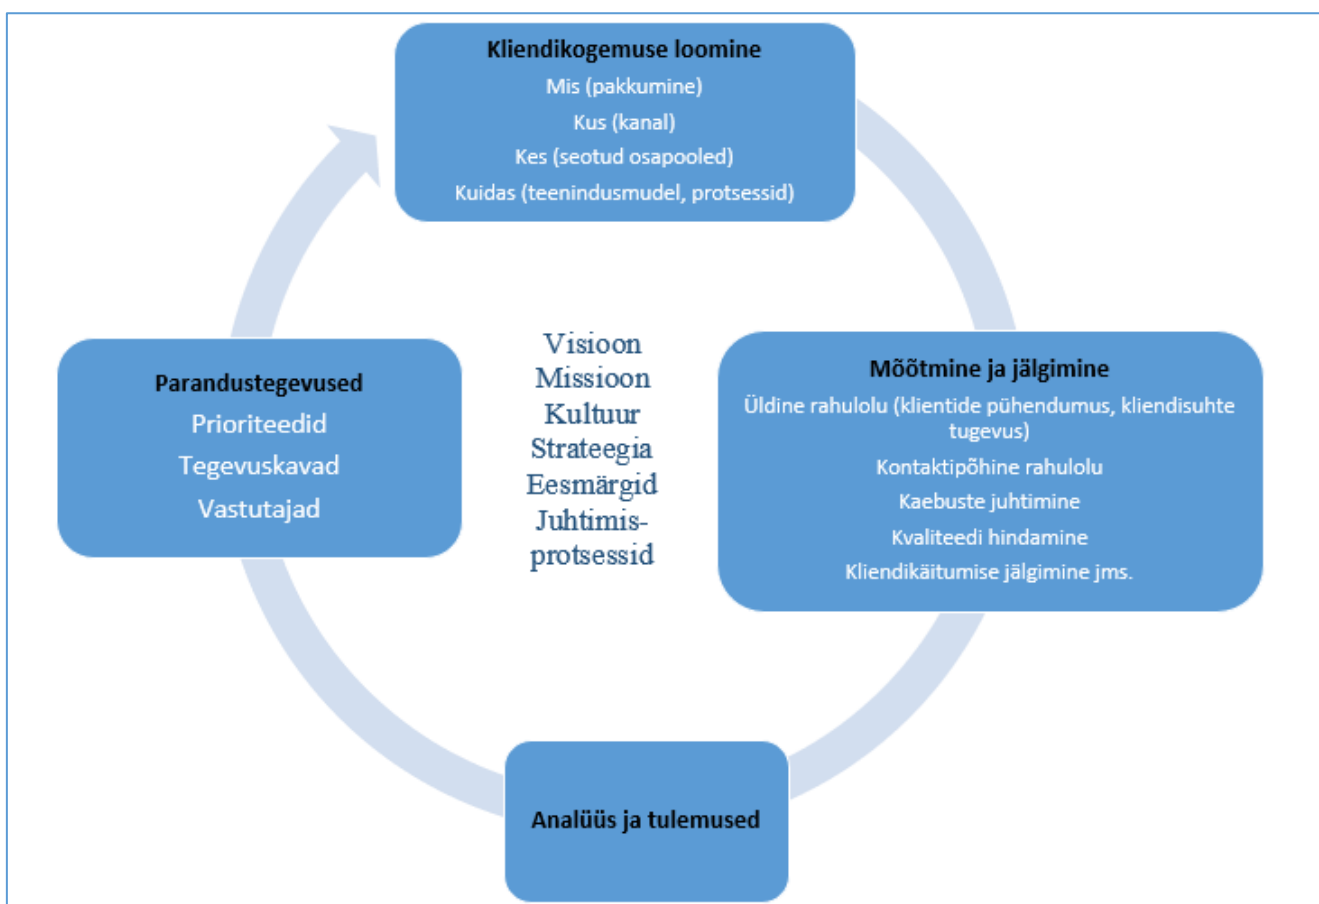 Kliendikogemuse loomine
Mis (pakkumine)
Kus (kanal)
Kes (seotud osapooled)
Kuidas (teenindusmudel, protsessid)
Mõõtmine ja jälgimine
Üldine rahulolu (klientide pühendumus, kliendisuhte
tugevus)
Kontaktipõhine rahulolu
Kaebuste juhtimine
Kvaliteedi hindamine
Kliendikäitumise jälgimine jms.
Analüüs ja tulemused
Parandustegevused
Prioriteedid
Tegevuskavad
Vastutajad
Visioon
Missioon
Kultuur
Strateegia
Eesmärgid
Juhtimis-
protsessid